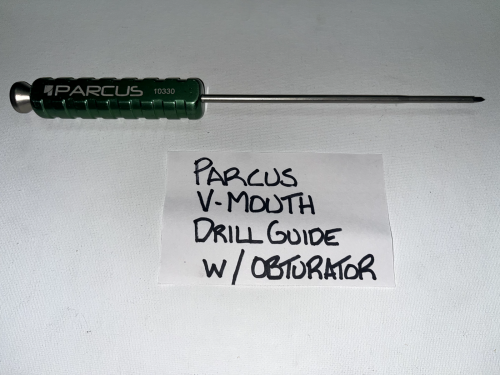 PARCUS 10330
PARCUS
V-MOUTH
DRILL GUIDE
W/OBTURATOR